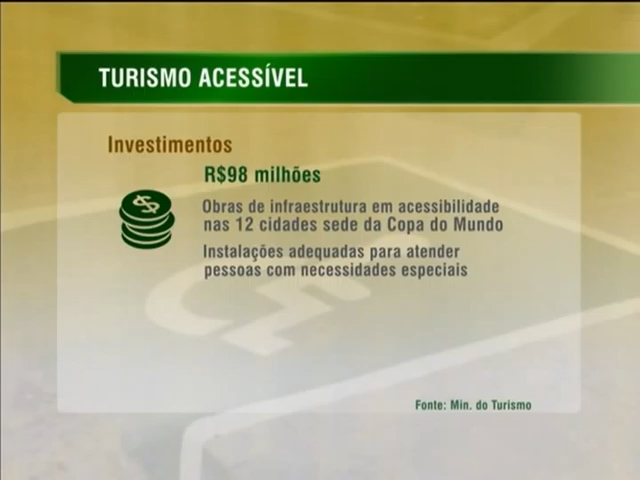 TURISMO ACESSÍVEL
Investimentos
R$98 milhões
Obras de infraestrutura em acessibilidade
nas 12 cidades sede da Copa do Mundo
Instalações adequadas para atender
pessoas com necessidades especiais
Fonte: Min. do Turismo